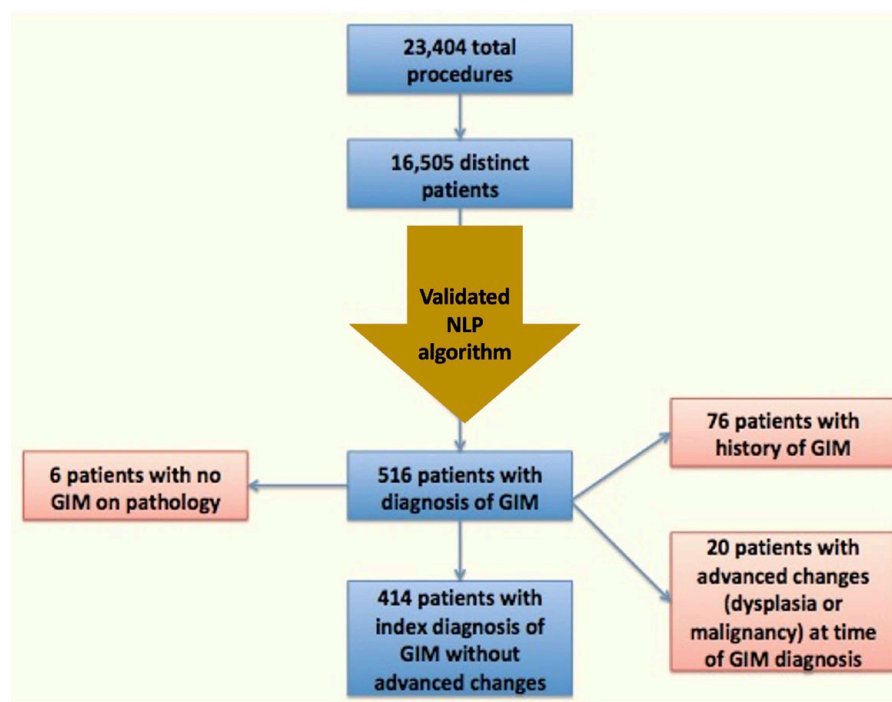 23,404 total
procedures
16,505 distinct
patients
Validated
NLP
algorithm
76 patients with
history of GIM
6 patients with no
GIM on pathology
516 patients with
diagnosis of GIM
20 patients with
advanced changes
(dysplasia or
malignancy) at time
of GIM diagnosis
414 patients with
index diagnosis of
GIM without
advanced changes